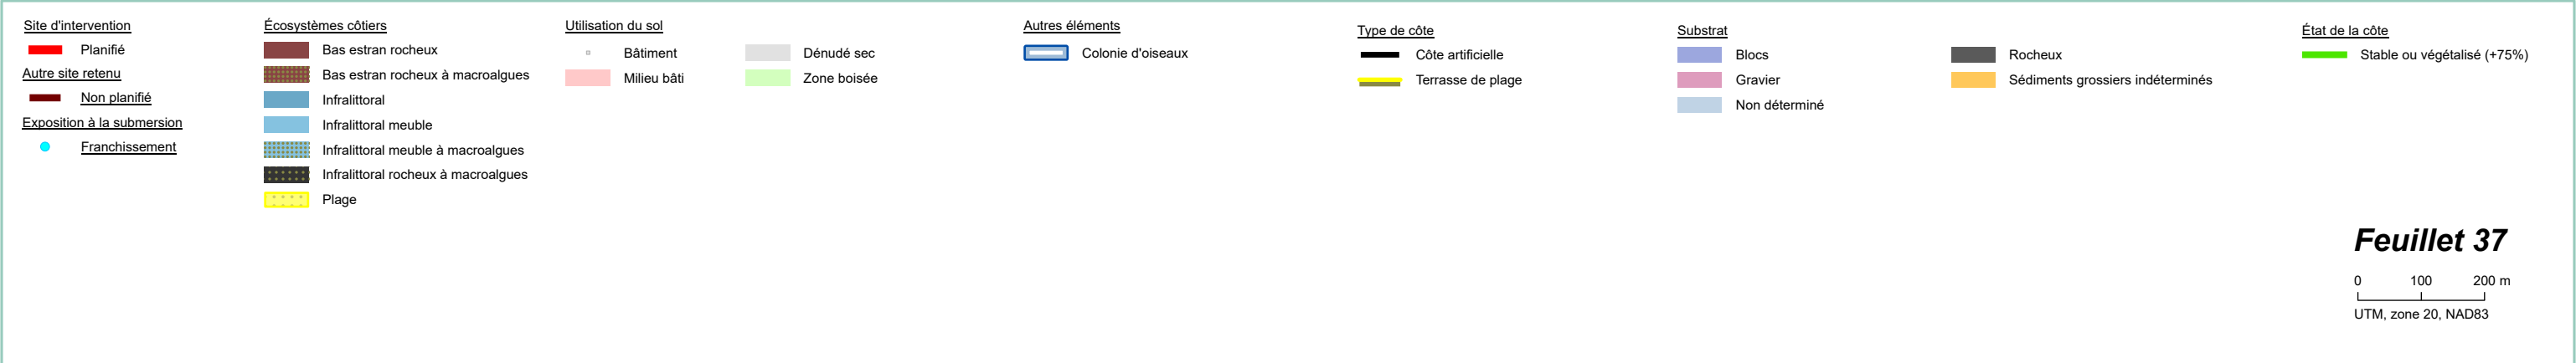 Site d'intervention
Planifié
Autre site retenu
Non planifié
Exposition à la submersion
Franchissement
Écosystèmes côtiers
Bas estran rocheux
Bas estran rocheux à macroalgues
Infralittoral
Infralittoral meuble
Infralittoral meuble à macroalgues
Infralittoral rocheux à macroalgues
Plage
Utilisation du sol
Bâtiment
Milieu bâti
Dénudé sec
Zone boisée
Autres éléments
Colonie d'oiseaux
Type de côte
Côte artificielle
Terrasse de plage
Substrat
Blocs
Gravier
Non déterminé
Rocheux
Sédiments grossiers indéterminés
État de la côte
Stable ou végétalisé (+75%)
Feuillet 37
0 100 200 m
UTM, zone 20, NAD83